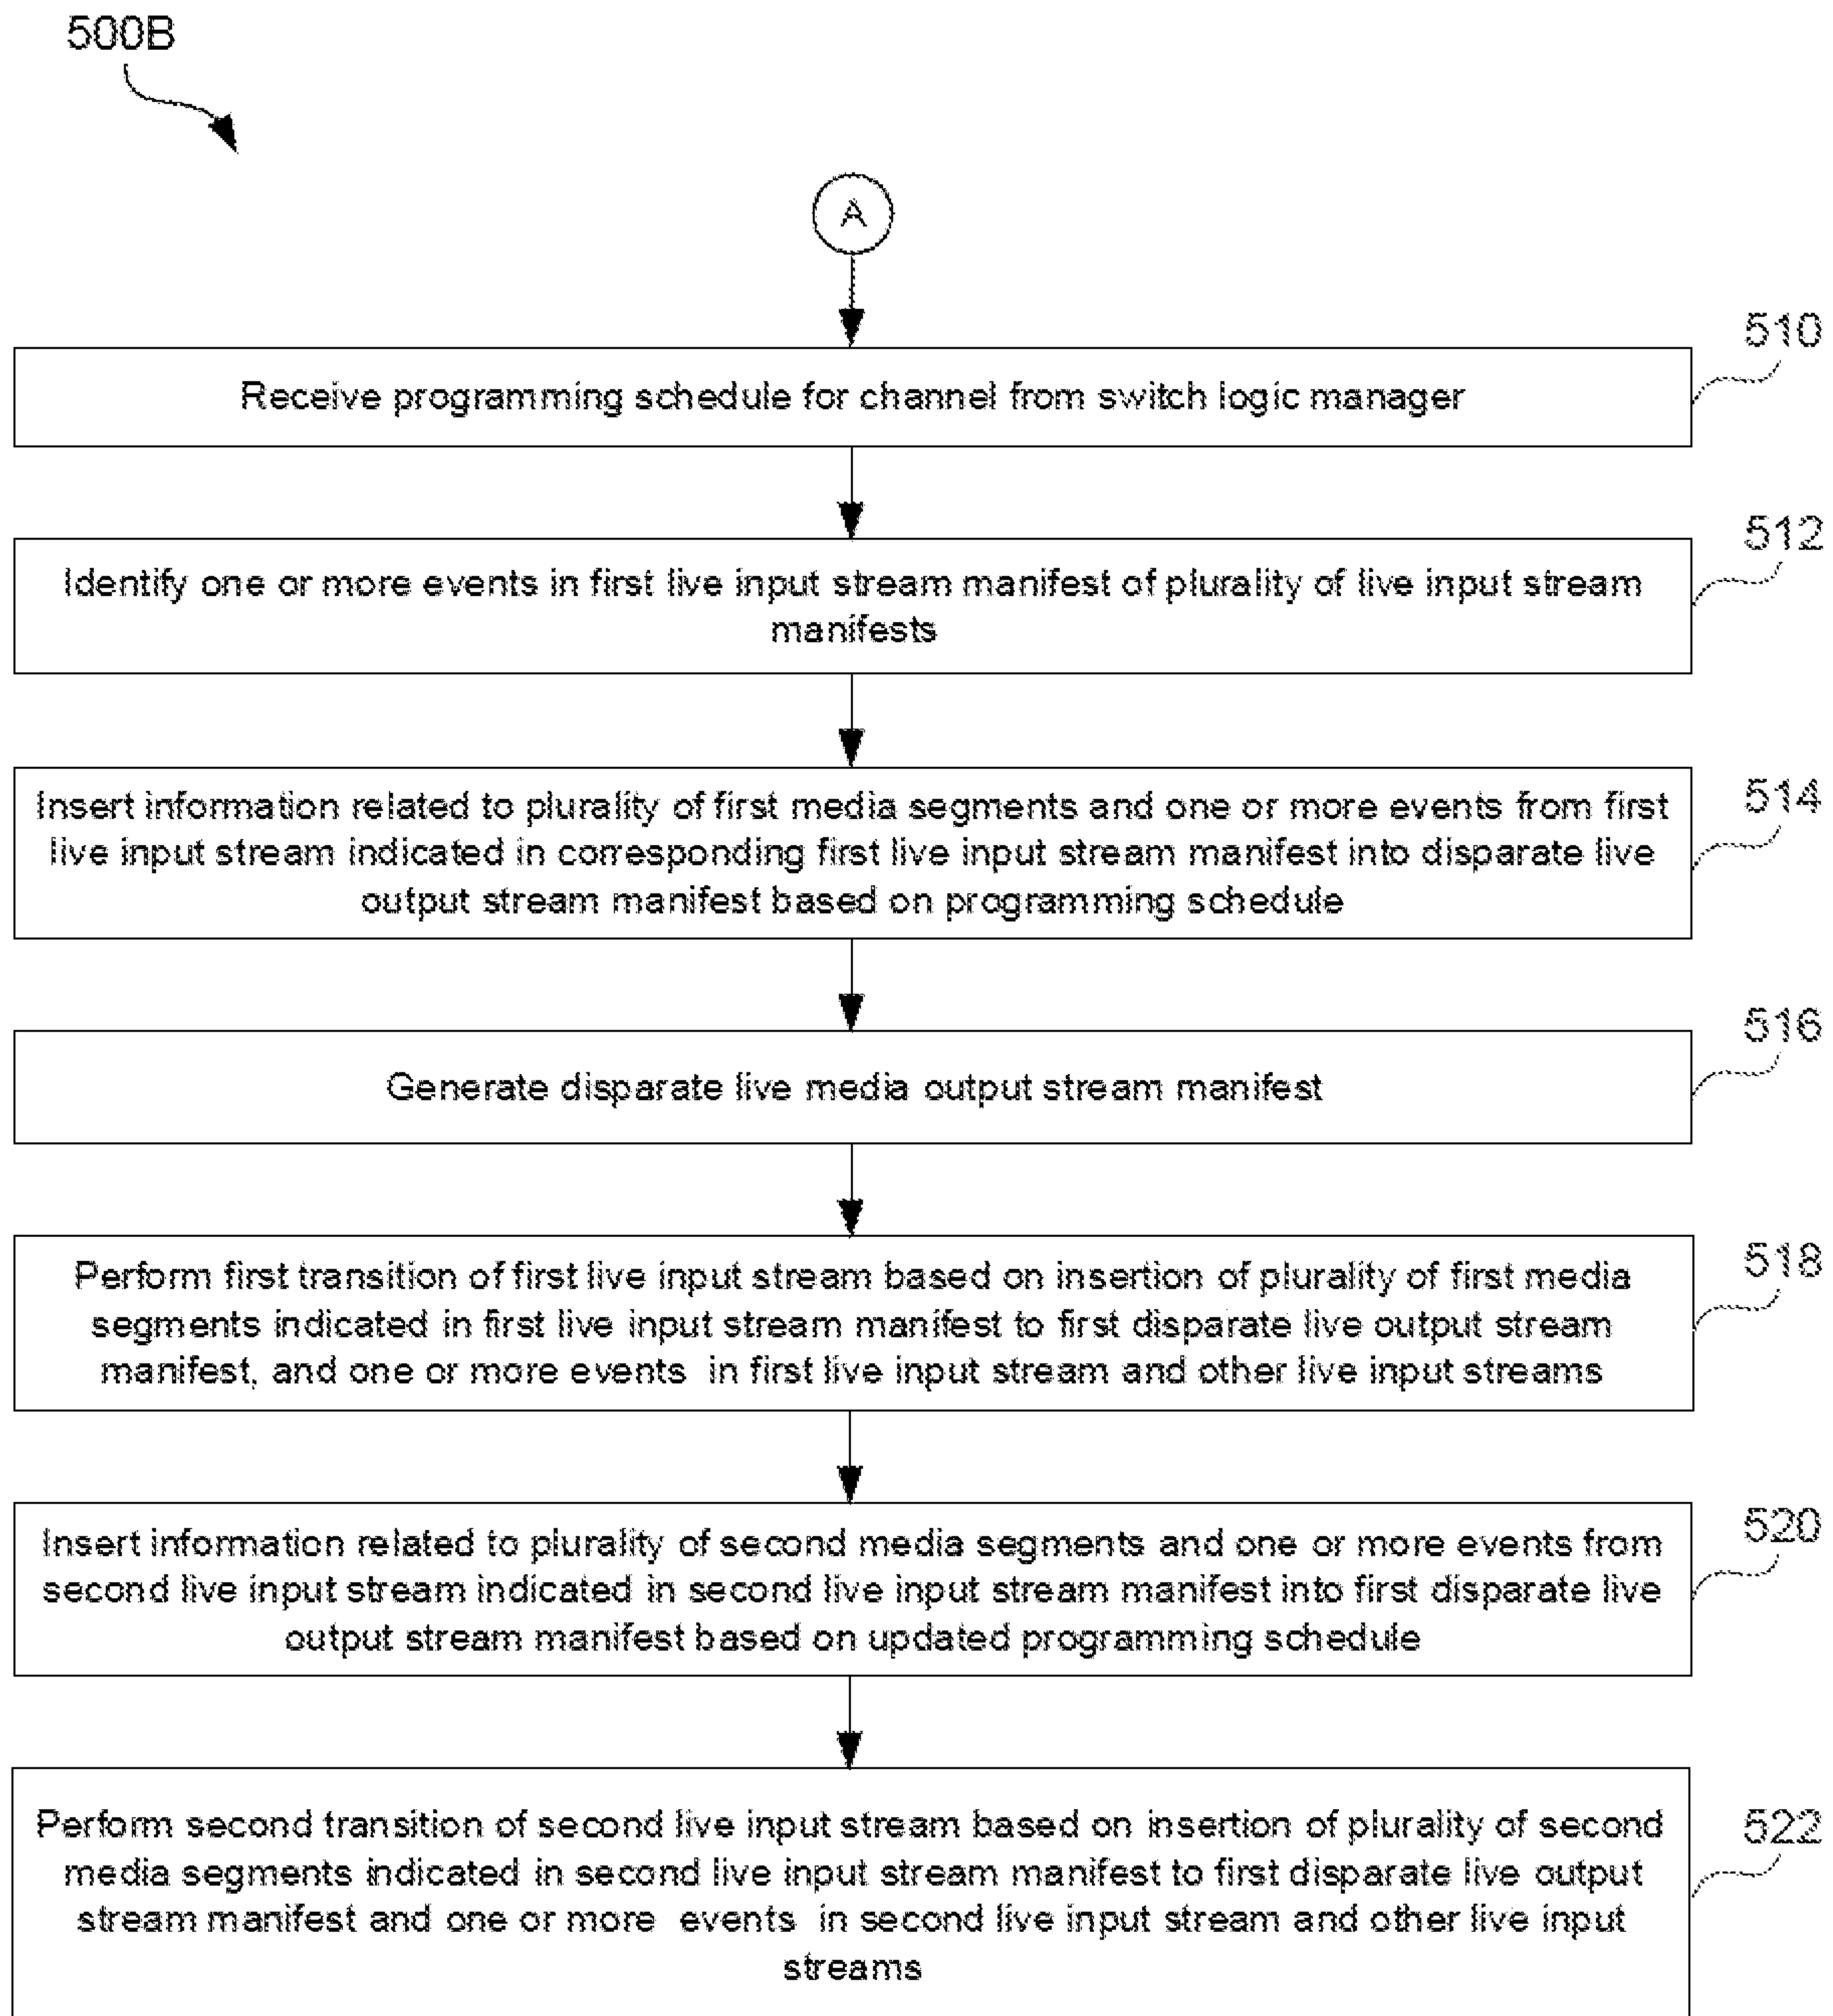 500B
A
510
Receive programming schedule for channel from switch logic manager
512
Identify one or more events in first live input stream manifest of plurality of live input stream
manifests
514
Insert information related to plurality of first media segments and one or more events from first
live input stream indicated in corresponding first live input stream manifest into disparate live
output stream manifest based on programming schedule
516
Generate disparate live media output stream manifest
518
Perform first transition of first live input stream based on insertion of plurality of first media
segments indicated in first live input stream manifest to first disparate live output stream
manifest, and one or more events in first live input stream and other live input streams
520
Insert information related to plurality of second media segments and one or more events from
second live input stream indicated in second live input stream manifest into first disparate live
output stream manifest based on updated programming schedule
522
Perform second transition of second live input stream based on insertion of plurality of second
media segments indicated in second live input stream manifest to first disparate live output
stream manifest and one or more events in second live input stream and other live input
streams